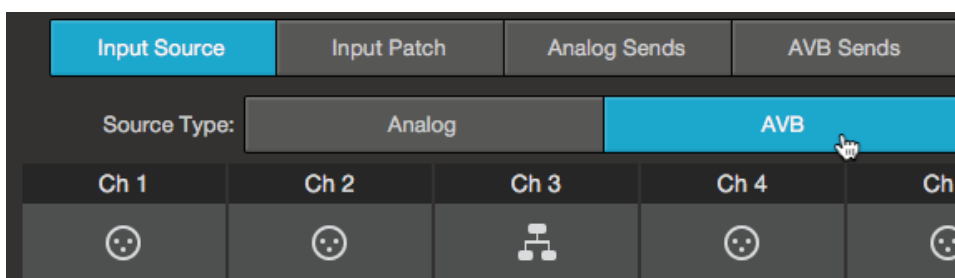 Input Source Input Patch Analog Sends AVB Sends
Source Type: Analog AVB
Ch 1 Ch 2 Ch 3 Ch 4 Ch